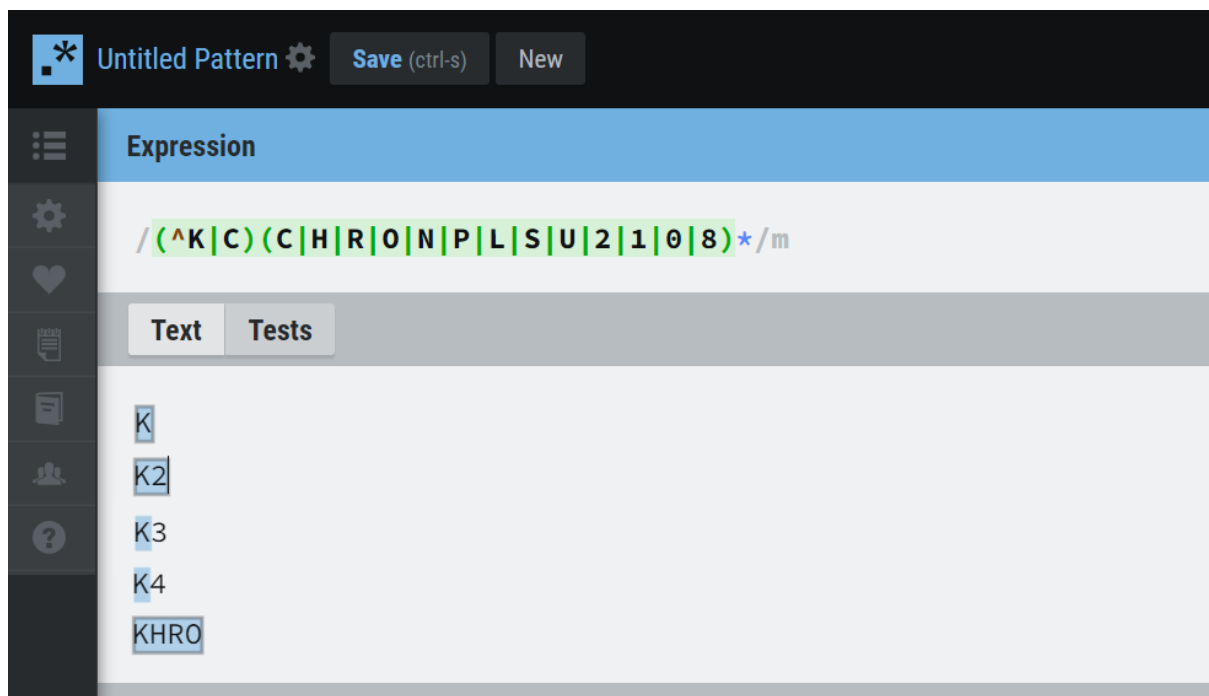 .* Untitled Pattern Save (ctrl-s) New
Expression
/(^K|C)(C|H|R|O|N|P|L|S|U|2|1|0|8)*/m
Text Tests
K
K2
K3
K4
KHRO